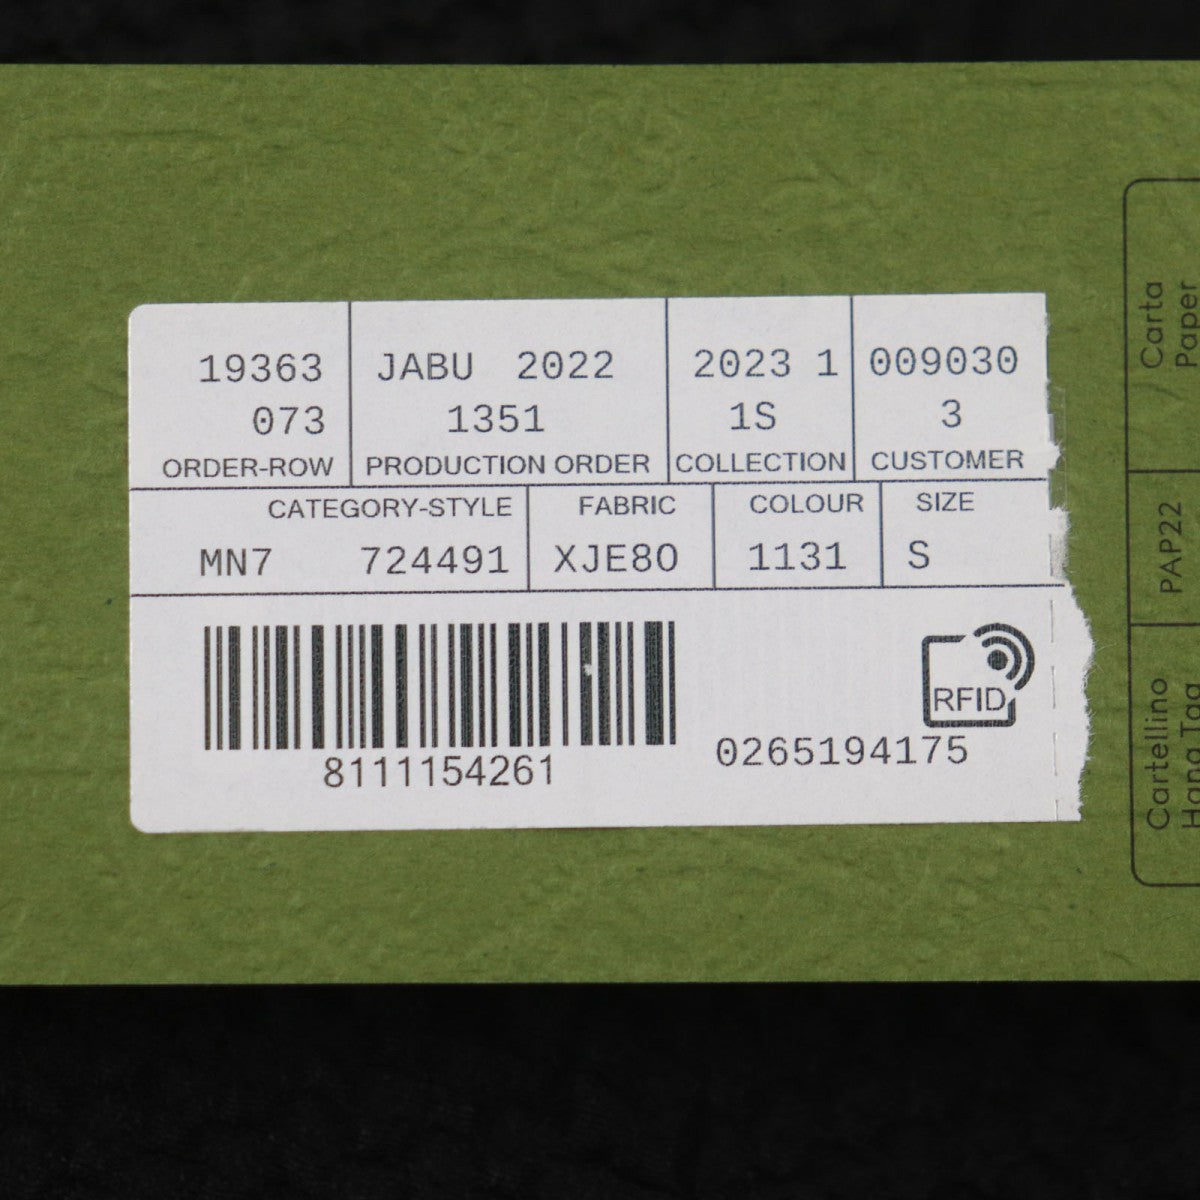 19363 JABU 2022 2023 1 009030
073 1351 1S 3
ORDER-ROW PRODUCTION ORDER COLLECTION CUSTOMER
CATEGORY-STYLE FABRIC COLOUR SIZE
MN7 724491 XJE80 1131 S
RFID
8111154261 0265194175
Carta
Paper
PAP22
Cartellino
Hang Tag